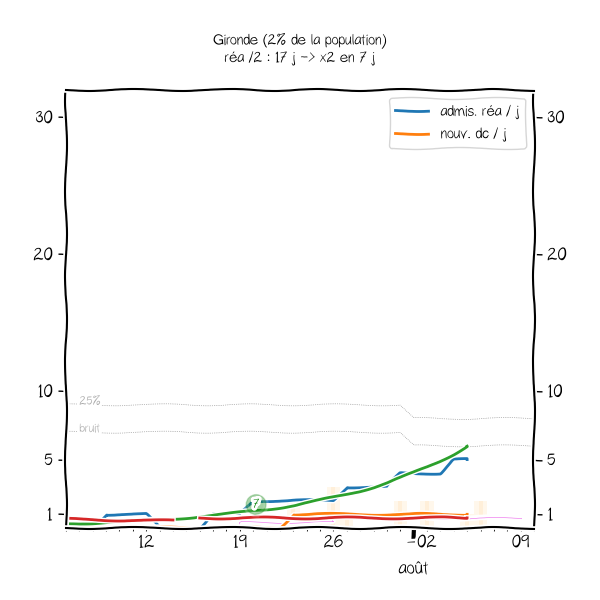 Gironde (2% de la population)
réa /2 : 17 j -> x2 en 7 j
admis. réa / j
nouv. dc / j
30
30
20
20
10
10
25%
bruit
5
5
7
1
1
12
19
26
02
09
août